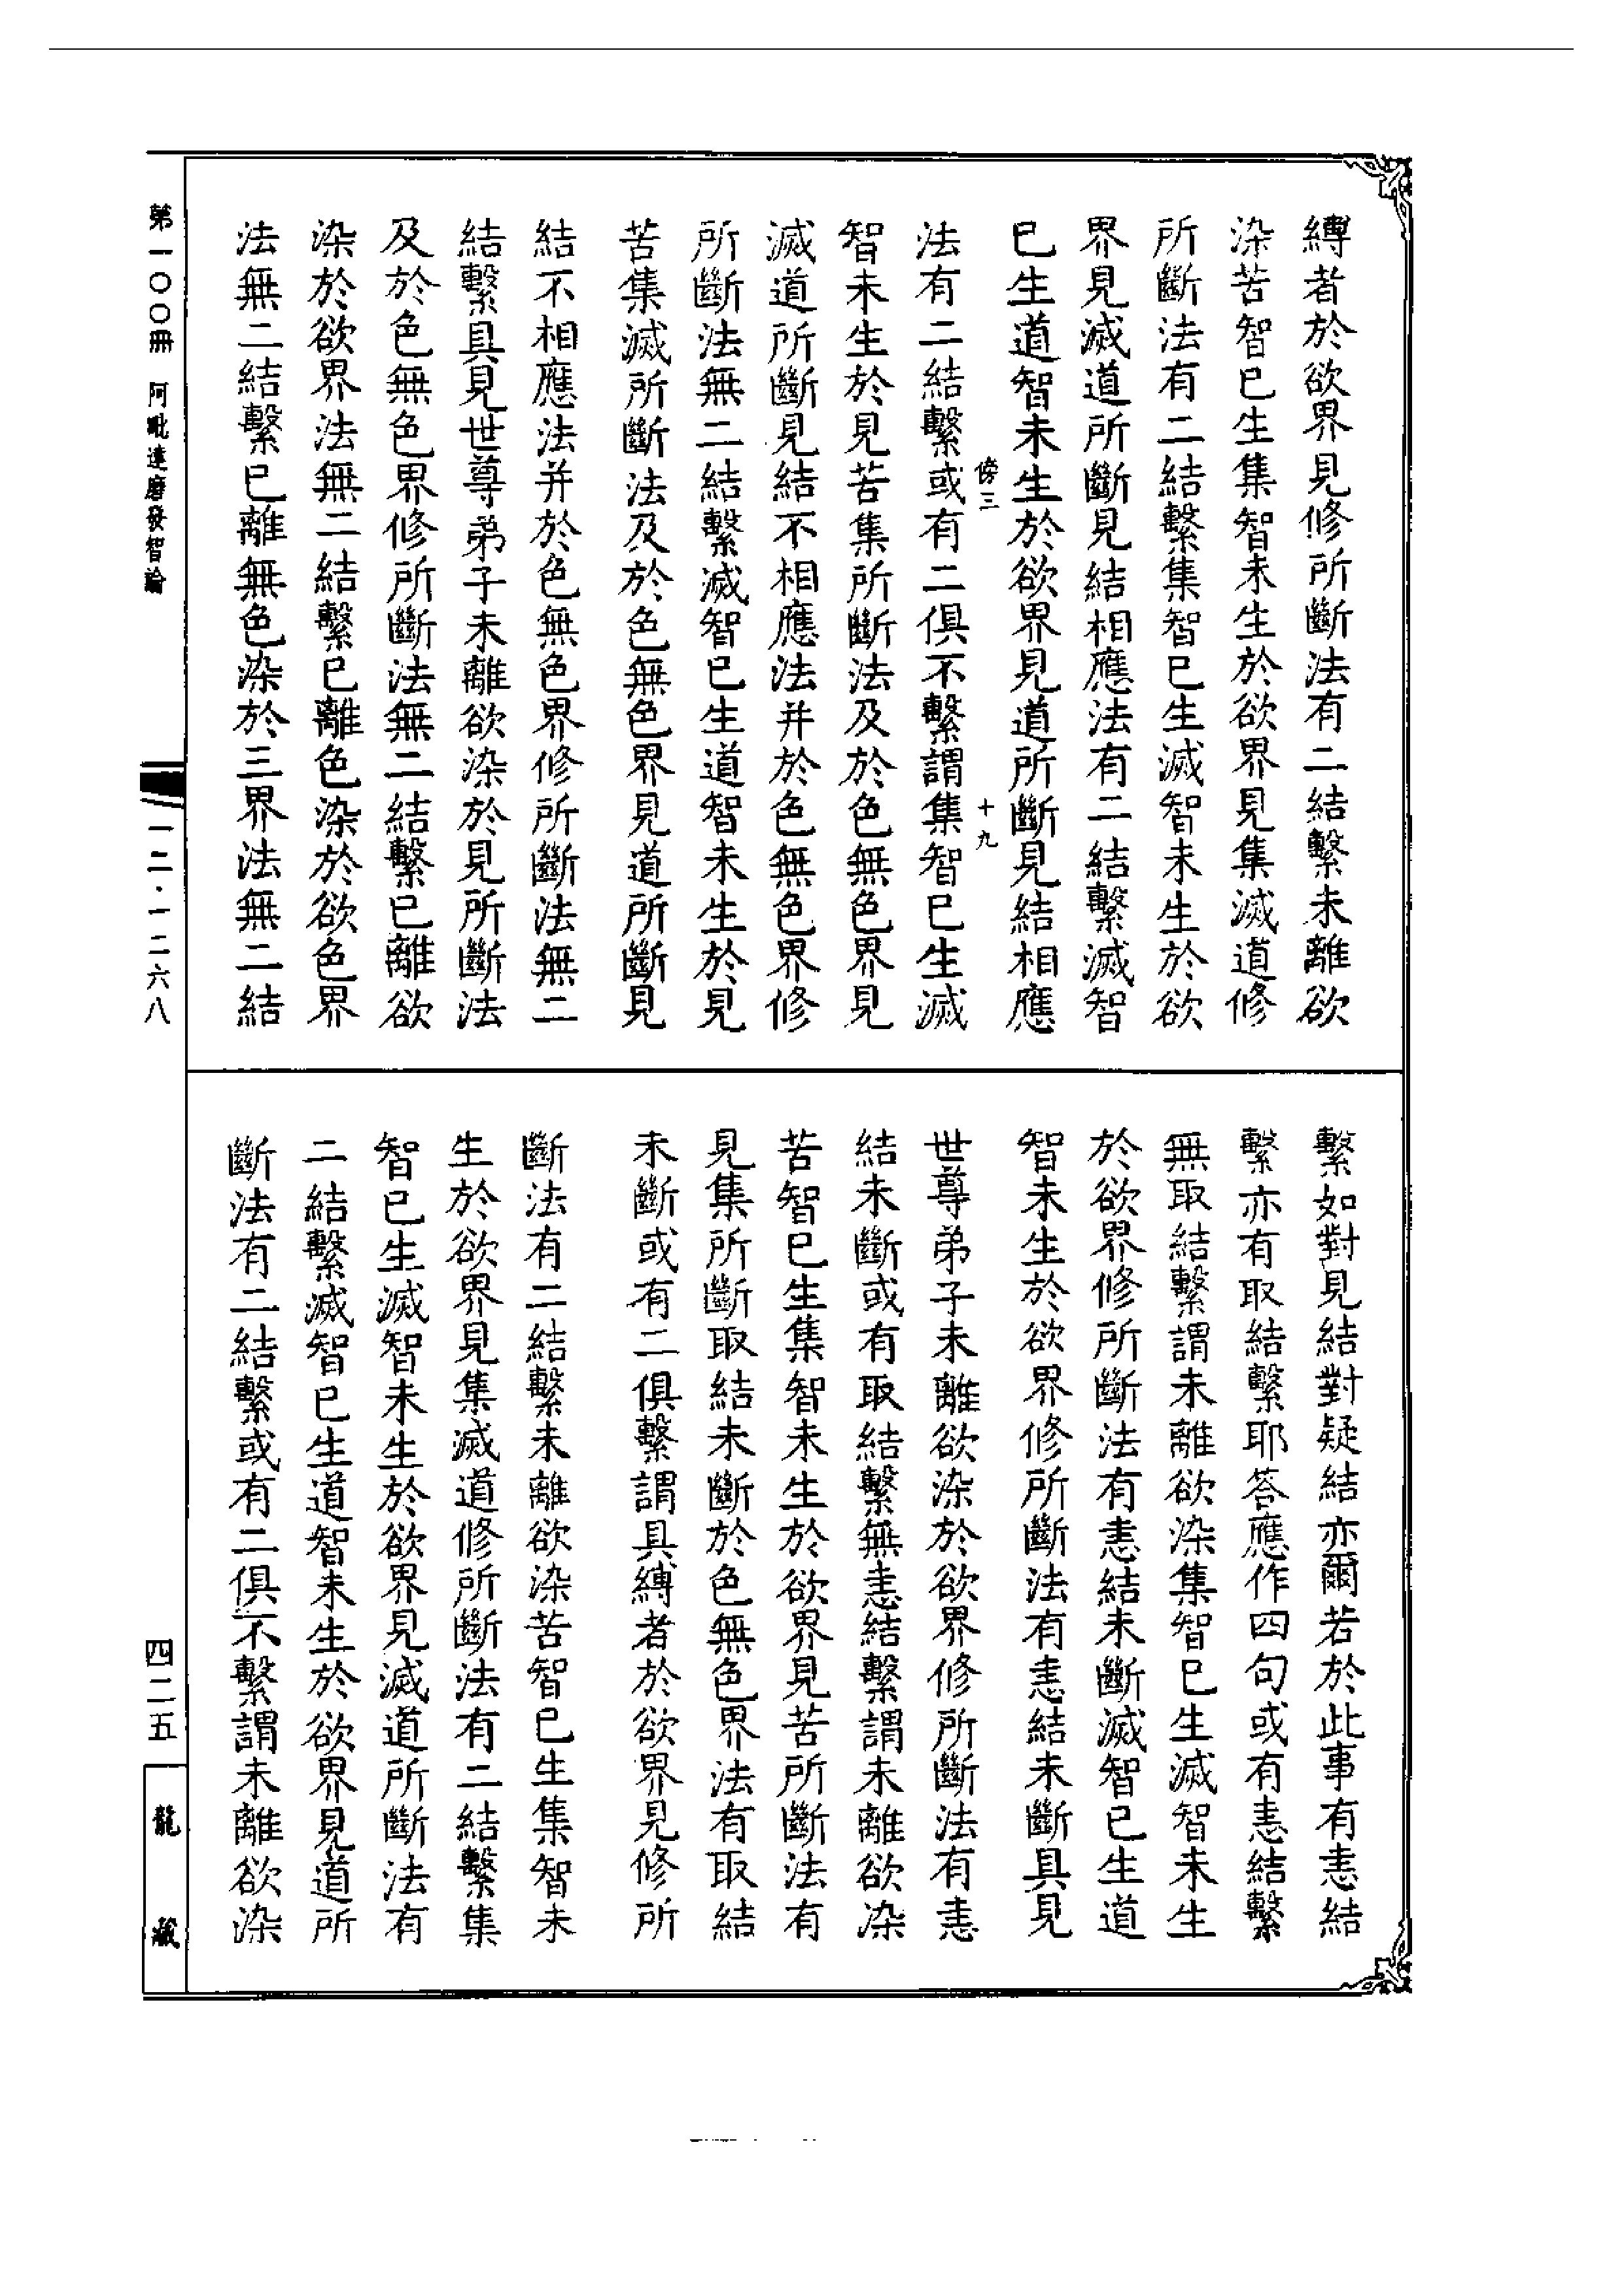 縛者於欲界見修所斷法有二結繫未離欲
染苦智已生集智未生於欲界見集滅道修
所斷法有二結繫集智已生滅智未生於欲
界見滅道所斷見結相應法有二結繫滅智
已生道智未生於欲界見道所斷見結相應
傍三 十九
法有二結繫或有二俱不繫謂集智已生滅
智未生於見苦集所斷法及於色無色界見
滅道所斷見結不相應法并於色無色界修
所斷法無二結繫滅智已生道智未生於見
苦集滅所斷法及於色無色界見道所斷見
結不相應法并於色無色界修所斷法無二
結繫具見世尊弟子未離欲染於見所斷法
及於色無色界修所斷法無二結繫已離欲
染於欲界法無二結繫已離色染於欲色界
法無二結繫已離無色染於三界法無二結
繫如對見結對疑結亦爾若於此事有恚結
繫亦有取結繫耶答應作四句或有恚結繫
無取結繫謂未離欲染集智已生滅智未生
於欲界修所斷法有恚結未斷滅智已生道
智未生於欲界修所斷法有恚結未斷具見
世尊弟子未離欲染於欲界修所斷法有恚
結未斷或有取結繫無恚結繫謂未離欲染
苦智已生集智未生於欲界見苦所斷法有
見集所斷取結未斷於色無色界法有取結
未斷或有二俱繫謂具縛者於欲界見修所
斷法有二結繫未離欲染苦智已生集智未
生於欲界見集滅道修所斷法有二結繫集
智已生滅智未生於欲界見滅道所斷法有
二結繫滅智已生道智未生於欲界見道所
斷法有二結繫或有二俱不繫謂未離欲染
第一〇〇冊 阿毗達磨發智論
一二·一二六八
四二五
龍藏